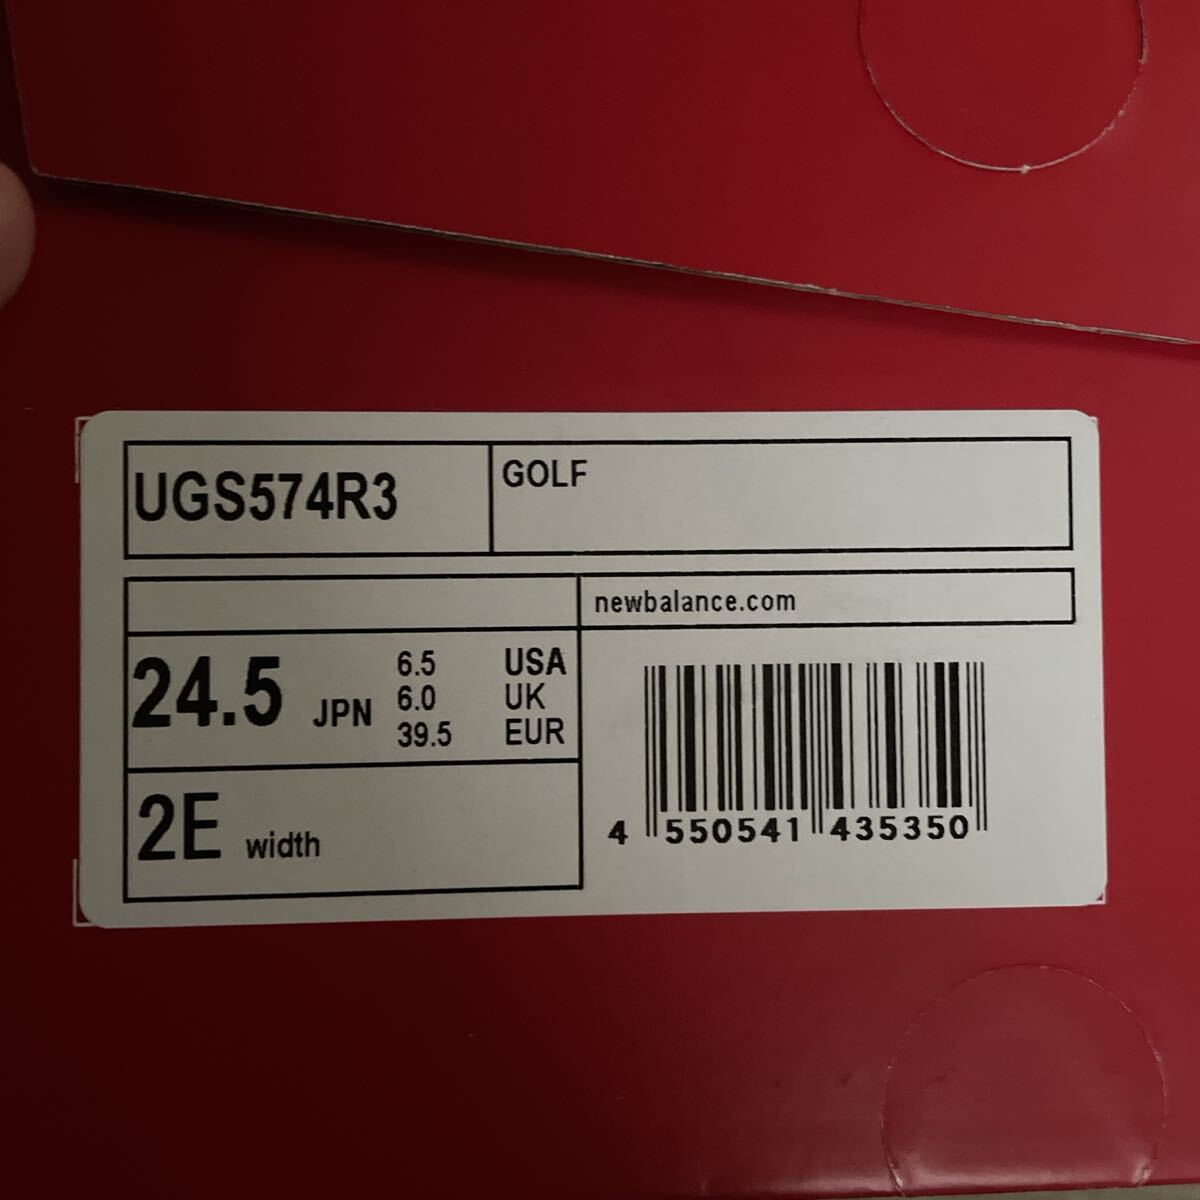 UGS574R3
GOLF
newbalance.com
24.5 JPN
6.5 USA
6.0 UK
39.5 EUR
2E width
4 550541 435350